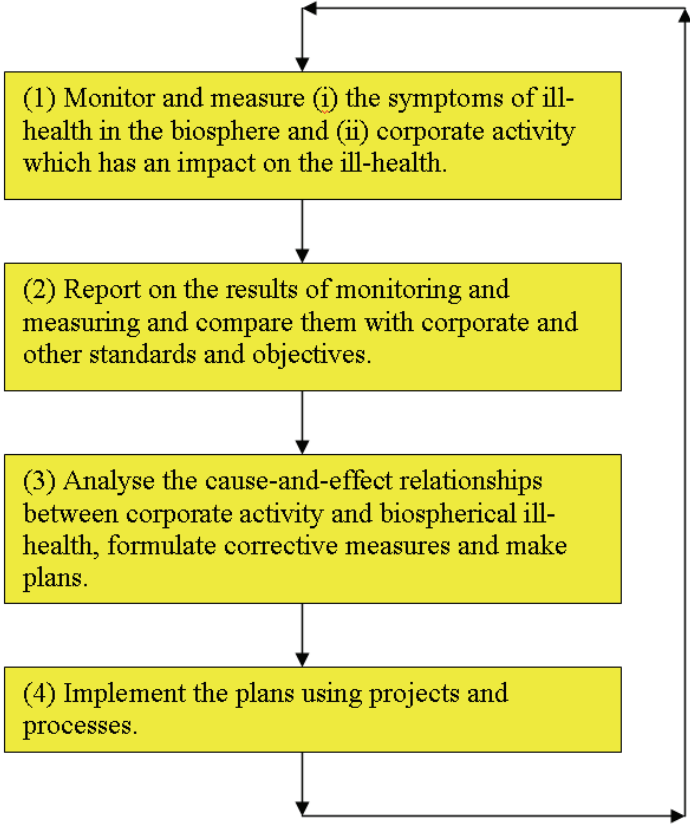 (1) Monitor and measure (i) the symptoms of ill-
health in the biosphere and (ii) corporate activity
which has an impact on the ill-health.
(2) Report on the results of monitoring and
measuring and compare them with corporate and
other standards and objectives.
(3) Analyse the cause-and-effect relationships
between corporate activity and biospherical ill-
health, formulate corrective measures and make
plans.
(4) Implement the plans using projects and
processes.